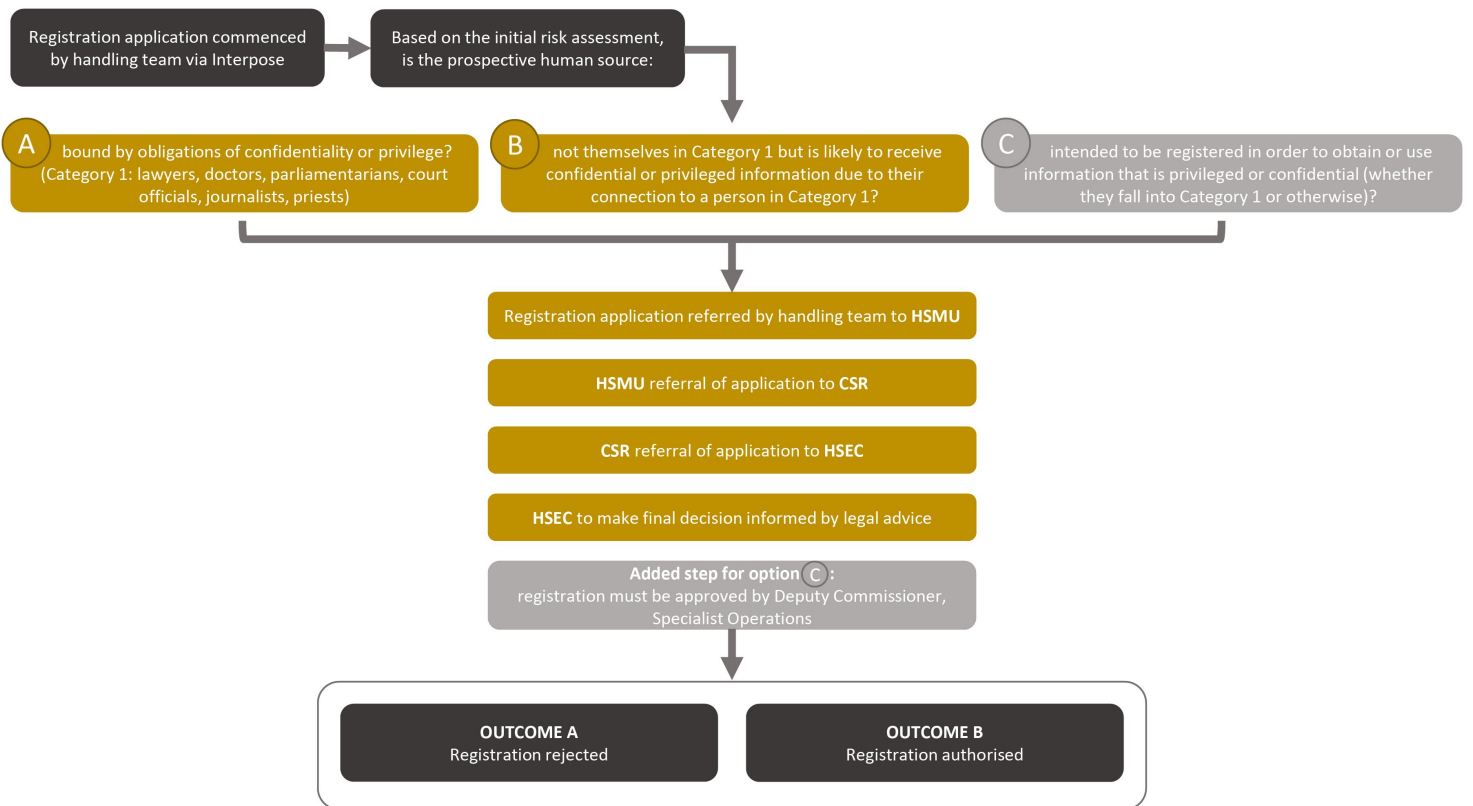 Registration application commenced
by handling team via Interpose
Based on the initial risk assessment,
is the prospective human source:
A
bound by obligations of confidentiality or privilege?
(Category 1: lawyers, doctors, parliamentarians, court
officials, journalists, priests)
B
not themselves in Category 1 but is likely to receive
confidential or privileged information due to their
connection to a person in Category 1?
C
intended to be registered in order to obtain or use
information that is privileged or confidential (whether
they fall into Category 1 or otherwise)?
Registration application referred by handling team to HSMU
HSMU referral of application to CSR
CSR referral of application to HSEC
HSEC to make final decision informed by legal advice
Added step for option C :
registration must be approved by Deputy Commissioner,
Specialist Operations
OUTCOME A
Registration rejected
OUTCOME B
Registration authorised